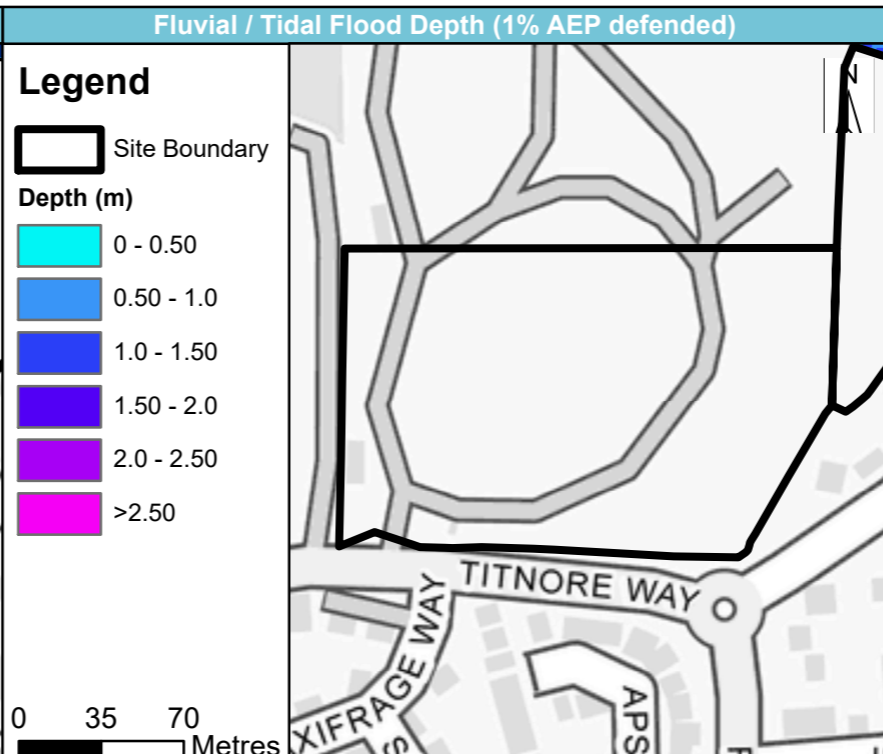 Fluvial / Tidal Flood Depth (1% AEP defended)
Legend
Site Boundary
Depth (m)
0 - 0.50
0.50 - 1.0
1.0 - 1.50
1.50 - 2.0
2.0 - 2.50
>2.50
0 35 70
Metres
N
TITNORE WAY
XIFRAGE WAY
APS